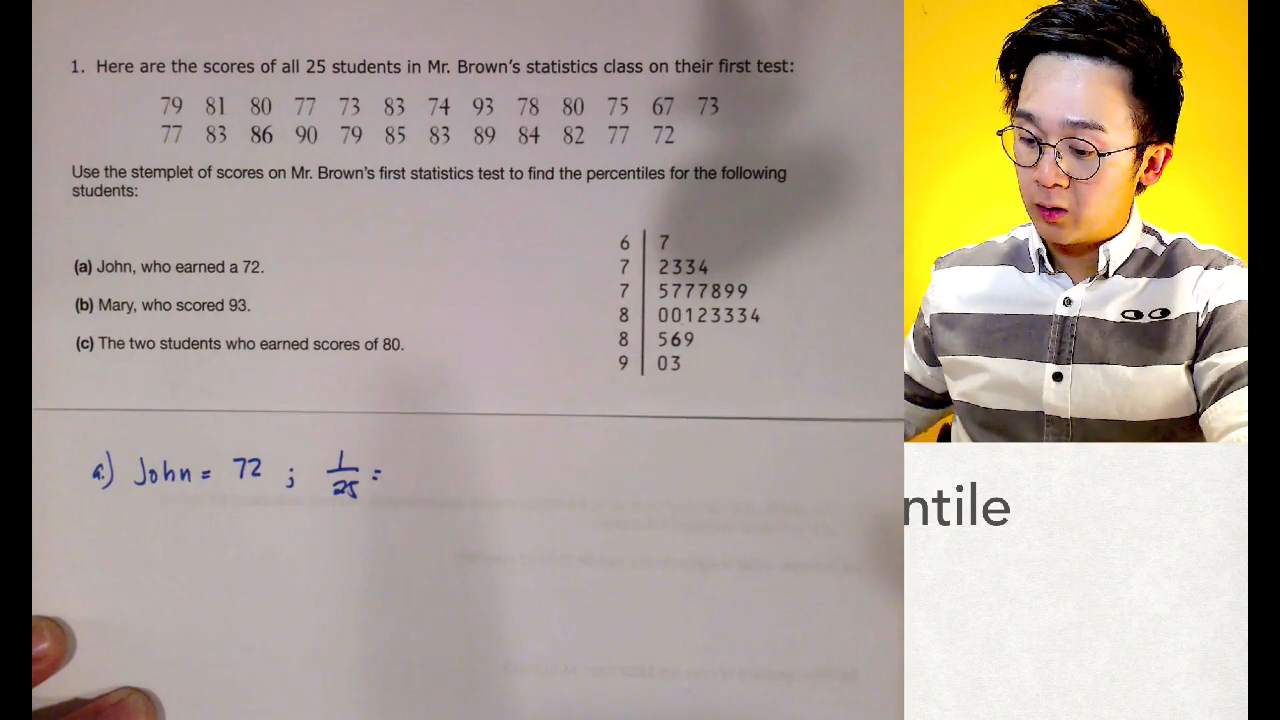 1. Here are the scores of all 25 students in Mr. Brown's statistics class on their first test:
79 81 80 77 73 83 74 93 78 80 75 67 73
77 83 86 90 79 85 83 89 84 82 77 72
Use the stemplet of scores on Mr. Brown's first statistics test to find the percentiles for the following
students:
(a) John, who earned a 72.
(b) Mary, who scored 93.
(c) The two students who earned scores of 80.
6 | 7
7 | 2334
7 | 5777899
8 | 00123334
8 | 569
9 | 03
a.) John = 72 ; 1/25 =
ntile